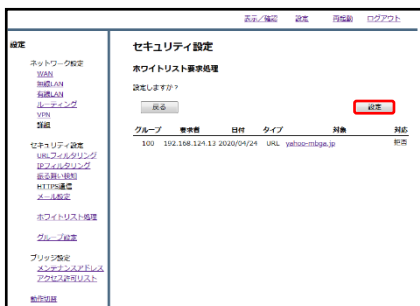 表示／確認 設定 再起動 ログアウト
設定
ネットワーク設定
WAN
無線LAN
有線LAN
ルーティング
VPN
詳細
セキュリティ設定
URLフィルタリング
IPフィルタリング
振る舞い検知
HTTPS通信
メール設定
ホワイトリスト処理
グループ設定
ブリッジ設定
メンテナンスアドレス
アクセス許可リスト
動作切替
セキュリティ設定
ホワイトリスト要求処理
設定しますか？
戻る 設定
グループ 要求者 日付 タイプ 対象 対応
100 192.168.124.13 2020/04/24 URL yahoo-mbga.jp 拒否